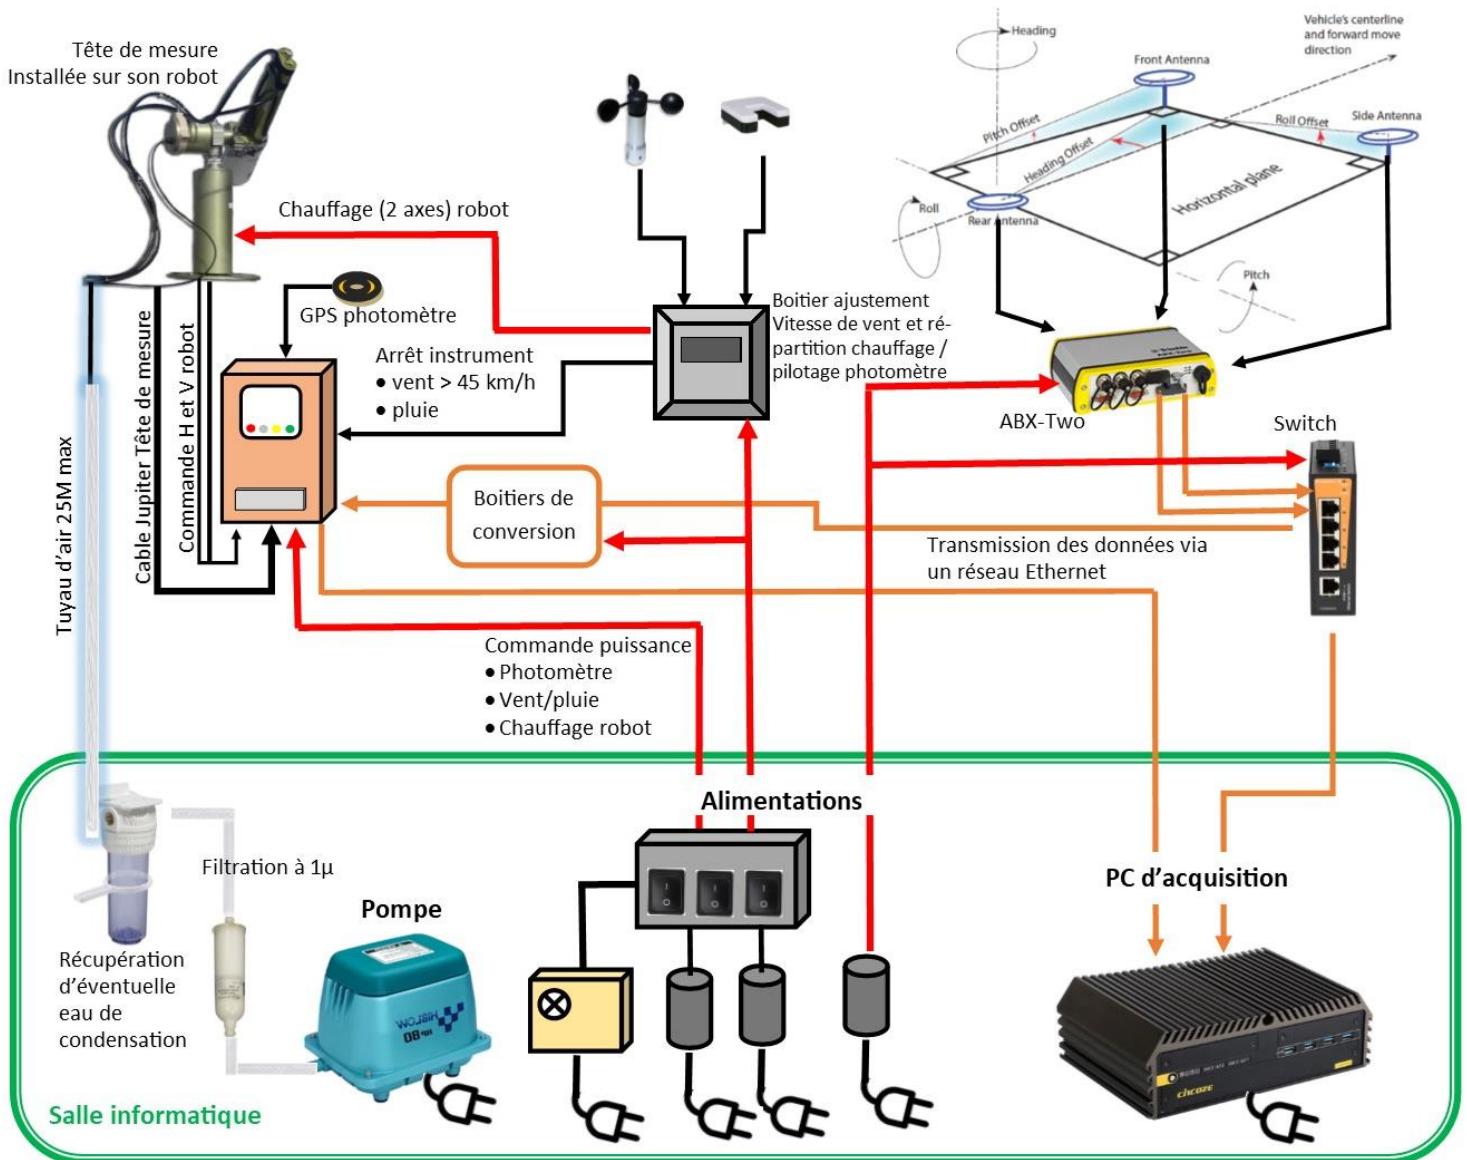 Tête de mesure
Installée sur son robot
Heading
Vehicle's centerline
and forward move
direction
Front Antenna
Side Antenna
Pitch Offset
Roll Offset
Heading Offset
Horizontal plane
Roll
Rear Antenna
Pitch
Chauffage (2 axes) robot
GPS photomètre
Boitier ajustement
Vitesse de vent et ré-
partition chauffage /
pilotage photomètre
Arrêt instrument
• vent > 45 km/h
• pluie
ABX-Two
Switch
Tuyau d'air 25M max
Cable Jupiter Tête de mesure
Commande H et V robot
Boitiers de
conversion
Transmission des données via
un réseau Ethernet
Commande puissance
• Photomètre
• Vent/pluie
• Chauffage robot
Alimentations
PC d'acquisition
Filtration à 1µ
Pompe
Récupération
d'éventuelle
eau de
condensation
HIBLOW
HP 80
cincoze
Salle informatique